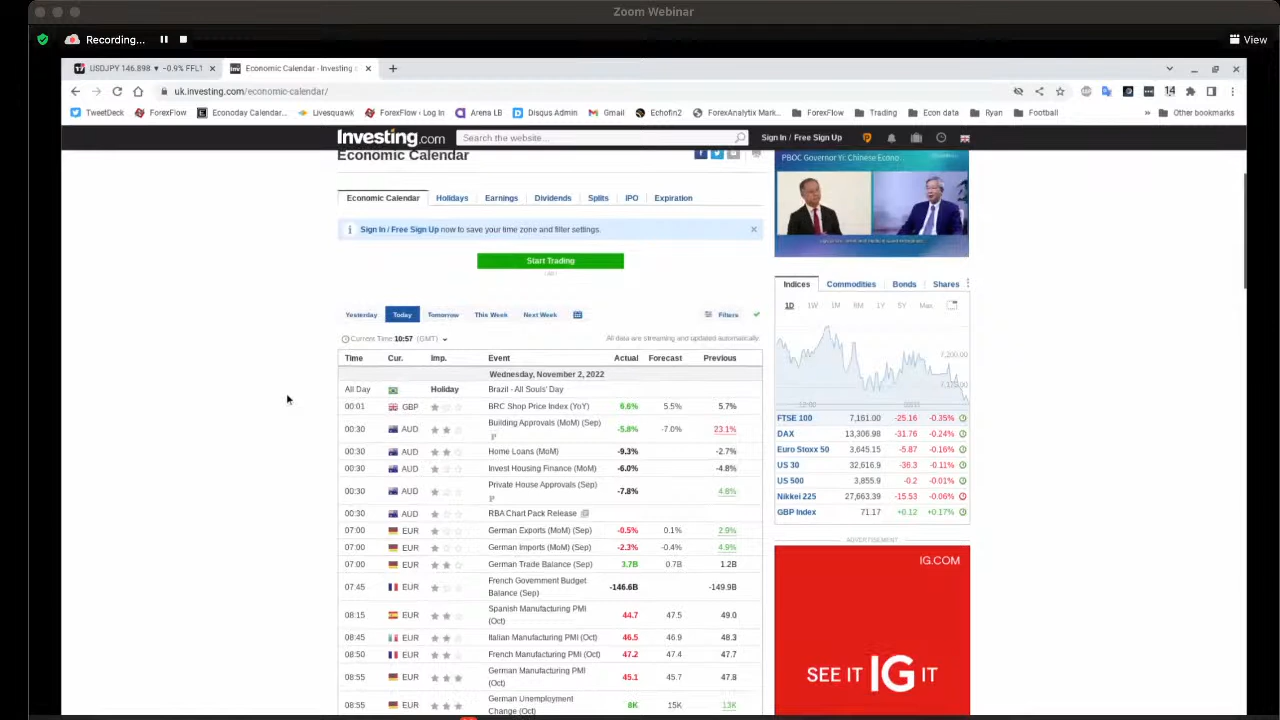 Zoom Webinar
Recording...
View
USDJPY 146.898 ▼ -0.9% FFL1
Economic Calendar - Investing
uk.investing.com/economic-calendar/
TweetDeck ForexFlow Econoday Calendar... Livesquawk ForexFlow ‹ Log In Arena LB Disqus Admin Gmail Echofin2 ForexAnalytix Mark... ForexFlow Trading Econ data Ryan Football » Other bookmarks
Investing.com Search the website... Sign In / Free Sign Up
Economic Calendar
Economic Calendar Holidays Earnings Dividends Splits IPO Expiration
Sign In / Free Sign Up now to save your time zone and filter settings.
Start Trading
Yesterday Today Tomorrow This Week Next Week Filters
Current Time: 10:57 (GMT) All data are streaming and updated automatically.
Time Cur. Imp. Event Actual Forecast Previous
Wednesday, November 2, 2022
All Day Holiday Brazil - All Souls' Day
00:01 GBP BRC Shop Price Index (YoY) 6.6% 5.5% 5.7%
00:30 AUD Building Approvals (MoM) (Sep) -5.8% -7.0% 23.1%
P
00:30 AUD Home Loans (MoM) -9.3% -2.7%
00:30 AUD Invest Housing Finance (MoM) -6.0% -4.8%
00:30 AUD Private House Approvals (Sep) -7.8% 4.8%
P
00:30 AUD RBA Chart Pack Release
07:00 EUR German Exports (MoM) (Sep) -0.5% 0.1% 2.9%
07:00 EUR German Imports (MoM) (Sep) -2.3% -0.4% 4.9%
07:00 EUR German Trade Balance (Sep) 3.7B 0.7B 1.2B
07:45 EUR French Government Budget
Balance (Sep) -146.6B -149.9B
08:15 EUR Spanish Manufacturing PMI
(Oct) 44.7 47.5 49.0
08:45 EUR Italian Manufacturing PMI (Oct) 46.5 46.9 48.3
08:50 EUR French Manufacturing PMI (Oct) 47.2 47.4 47.7
08:55 EUR German Manufacturing PMI
(Oct) 45.1 45.7 47.8
08:55 EUR German Unemployment
Change (Oct) 8K 15K 13K
PBOC Governor Yi: Chinese Econo
Indices Commodities Bonds Shares
1D 1W 1M 6M 1Y 5Y Max
7,200.00
FTSE 100 7,161.00 -25.16 -0.35%
DAX 13,306.98 -31.76 -0.24%
Euro Stoxx 50 3,645.15 -5.87 -0.16%
US 30 32,616.9 -36.3 -0.11%
US 500 3,855.9 -0.2 -0.01%
Nikkei 225 27,663.39 -15.53 -0.06%
GBP Index 71.17 +0.12 +0.17%
ADVERTISEMENT
IG.COM
SEE IT IG IT